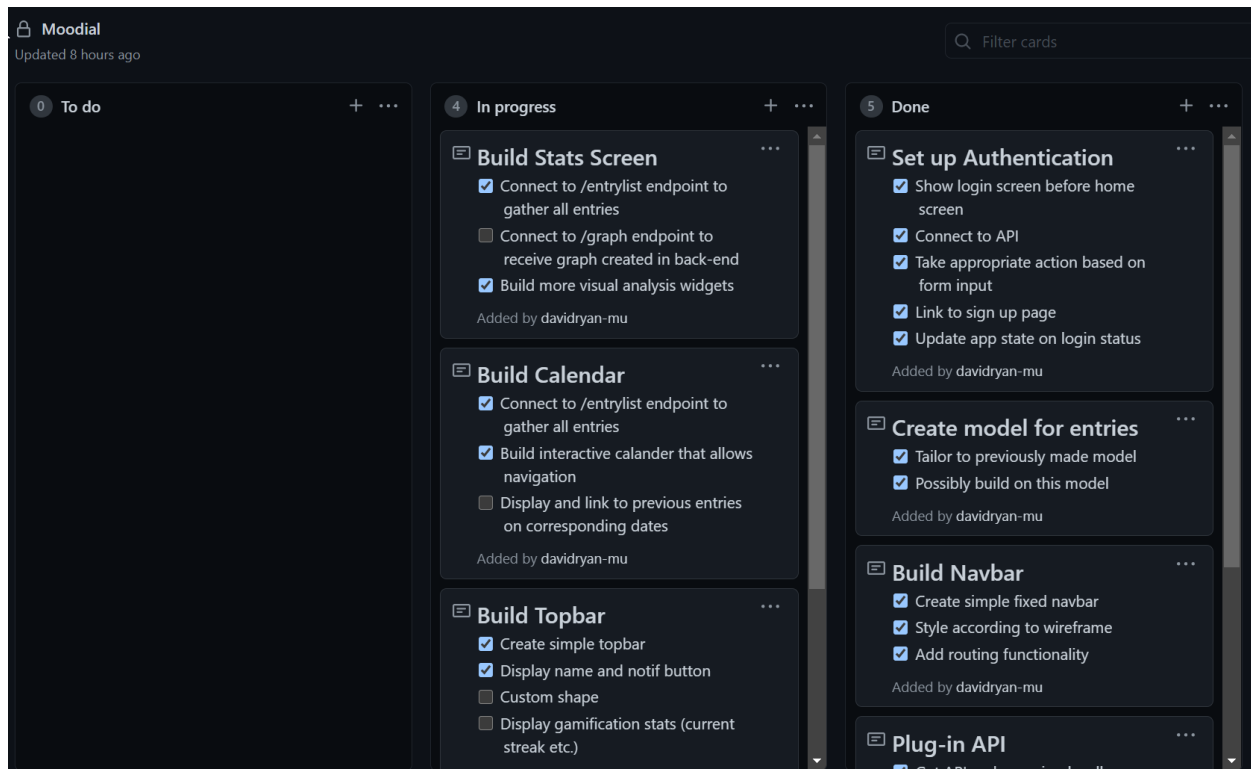 Moodial
Updated 8 hours ago
Filter cards
0 To do
4 In progress
Build Stats Screen
Connect to /entrylist endpoint to
gather all entries
Connect to /graph endpoint to
receive graph created in back-end
Build more visual analysis widgets
Added by davidryan-mu
Build Calendar
Connect to /entrylist endpoint to
gather all entries
Build interactive calander that allows
navigation
Display and link to previous entries
on corresponding dates
Added by davidryan-mu
Build Topbar
Create simple topbar
Display name and notif button
Custom shape
Display gamification stats (current
streak etc.)
5 Done
Set up Authentication
Show login screen before home
screen
Connect to API
Take appropriate action based on
form input
Link to sign up page
Update app state on login status
Added by davidryan-mu
Create model for entries
Tailor to previously made model
Possibly build on this model
Added by davidryan-mu
Build Navbar
Create simple fixed navbar
Style according to wireframe
Add routing functionality
Added by davidryan-mu
Plug-in API